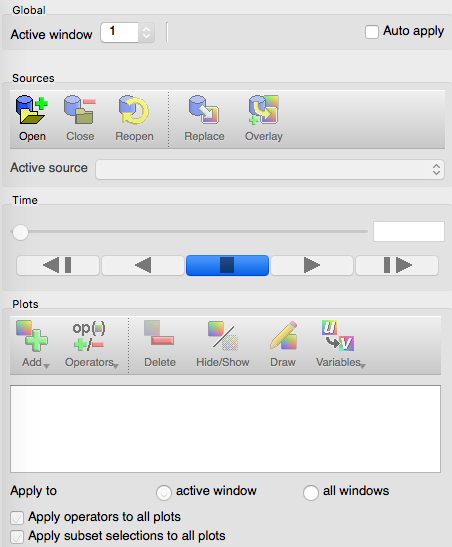 Global
Active window 1 Auto apply
Sources
Open Close Reopen Replace Overlay
Active source
Time
Plots
op(u)
+/-
u
v
Add Operators Delete Hide/Show Draw Variables
Apply to active window all windows
Apply operators to all plots
Apply subset selections to all plots